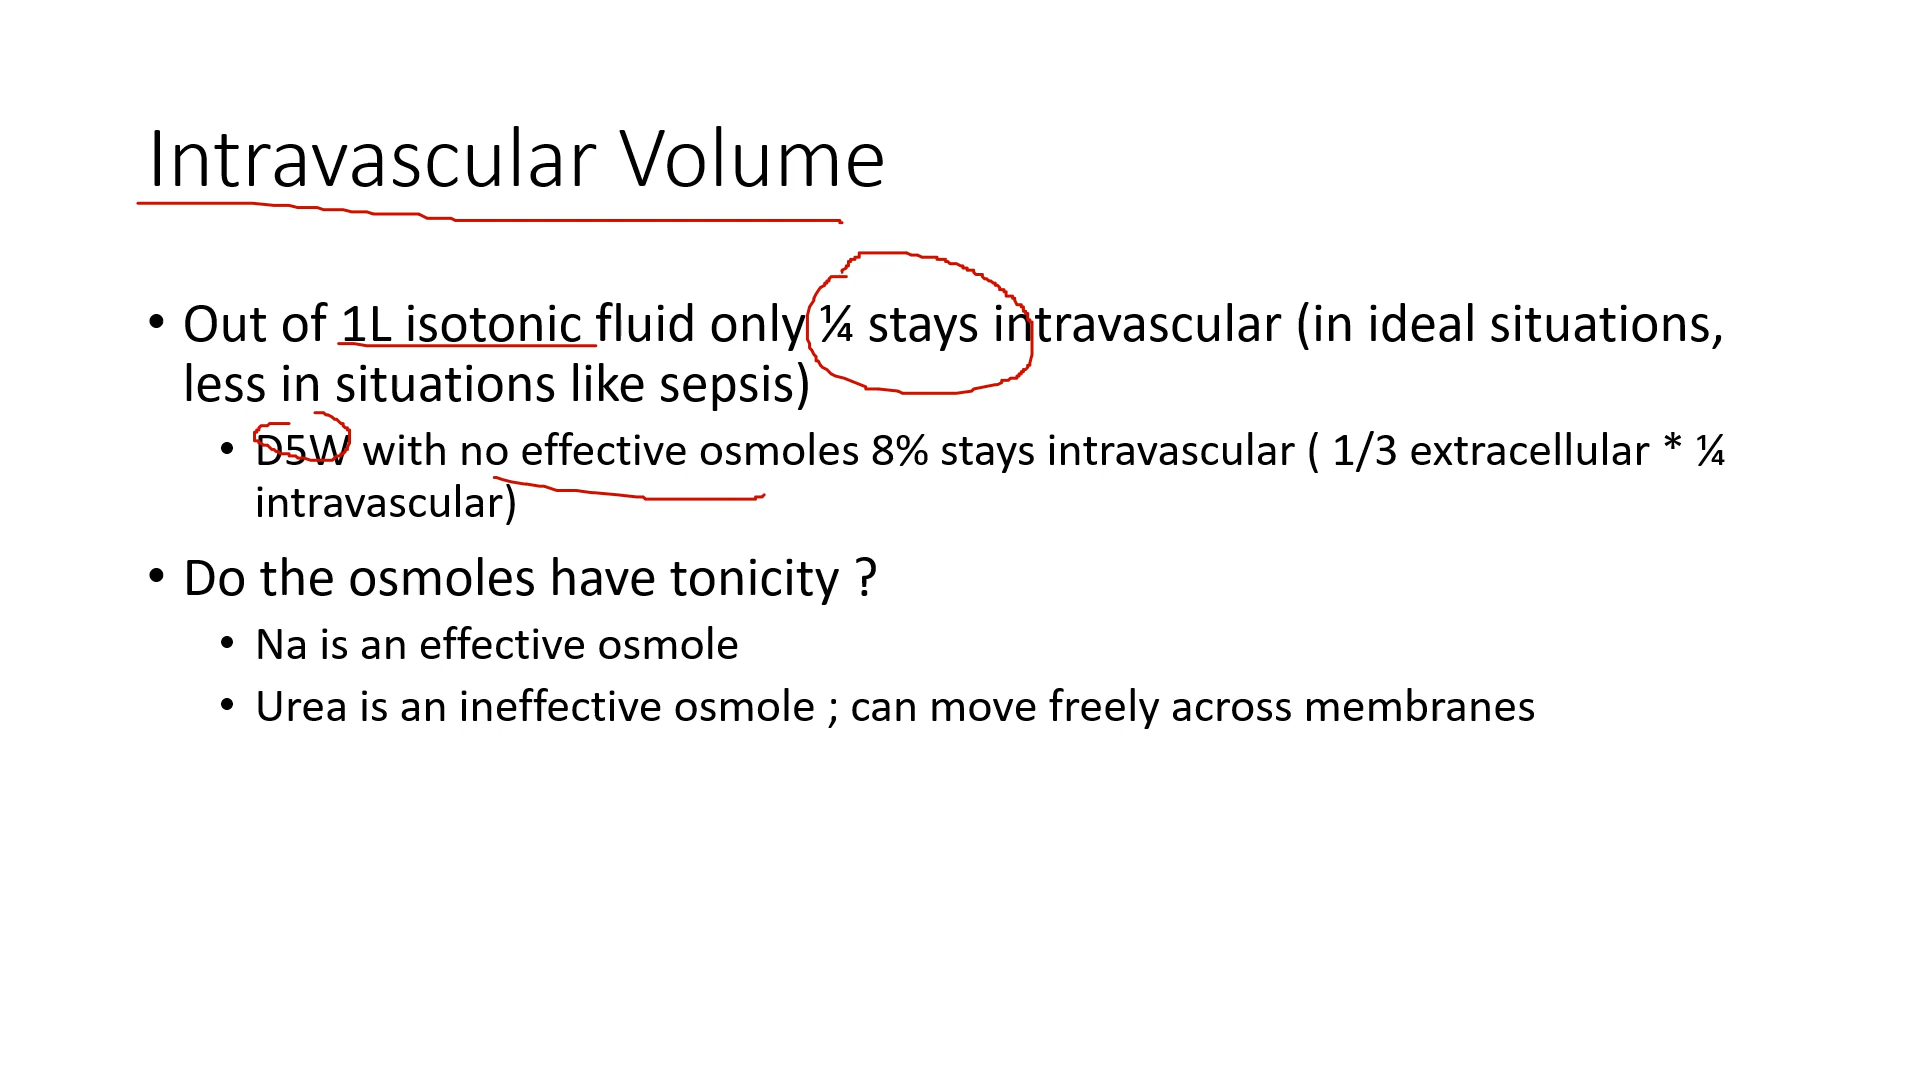 Intravascular Volume
• Out of 1L isotonic fluid only ¼ stays intravascular (in ideal situations,
less in situations like sepsis)
• D5W with no effective osmoles 8% stays intravascular ( 1/3 extracellular * ¼
intravascular)
• Do the osmoles have tonicity ?
• Na is an effective osmole
• Urea is an ineffective osmole ; can move freely across membranes